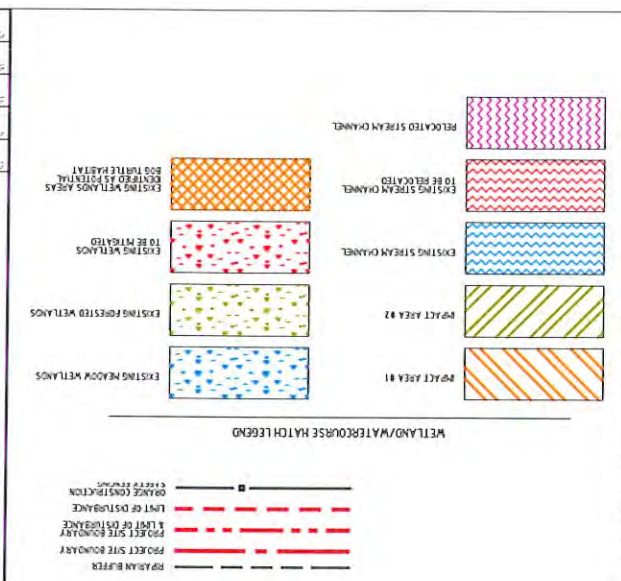 RIPARIAN BUFFER
PROJECT SITE BOUNDARY
PROJECT SITE BOUNDARY
& LIMIT OF DISTURBANCE
LIMIT OF DISTURBANCE
ORANGE CONSTRUCTION
SAFETY FENCING
WETLAND/WATERCOURSE HATCH LEGEND
IMPACT AREA #1
IMPACT AREA #2
EXISTING STREAM CHANNEL
EXISTING STREAM CHANNEL
TO BE RELOCATED
RELOCATED STREAM CHANNEL
EXISTING MEADOW WETLANDS
EXISTING FORESTED WETLANDS
EXISTING WETLANDS
TO BE MITIGATED
EXISTING WETLANDS AREAS
IDENTIFIED AS POTENTIAL
BOG TURTLE HABITAT